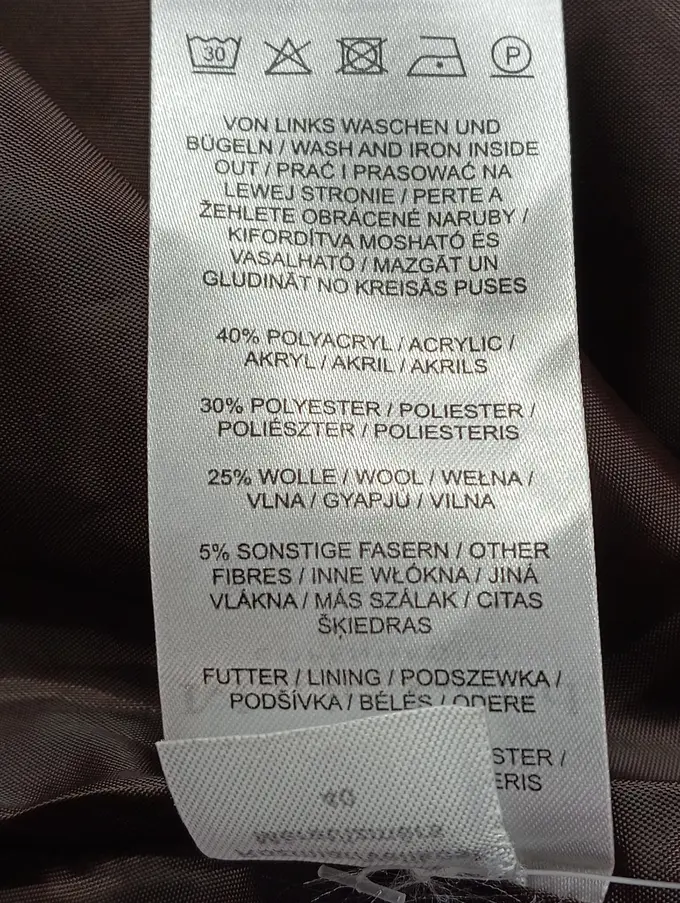 30
P
VON LINKS WASCHEN UND
BÜGELN / WASH AND IRON INSIDE
OUT / PRAĆ I PRASOWAĆ NA
LEWEJ STRONIE / PERTE A
ŽEHLETE OBRÁCENÉ NARUBY /
KIFORDÍTVA MOSHATÓ ÉS
VASALHATÓ / MAZGĀT UN
GLUDINĀT NO KREISĀS PUSES
40% POLYACRYL / ACRYLIC /
AKRYL / AKRIL / AKRILS
30% POLYESTER / POLIESTER /
POLIÉSZTER / POLIESTERIS
25% WOLLE / WOOL / WEŁNA /
VLNA / GYAPJÚ / VILNA
5% SONSTIGE FASERN / OTHER
FIBRES / INNE WŁÓKNA / JINÁ
VLÁKNA / MÁS SZÁLAK / CITAS
ŠĶIEDRAS
FUTTER / LINING / PODSZEWKA /
PODŠÍVKA / BÉLÉS / ODERE
STER /
ERIS